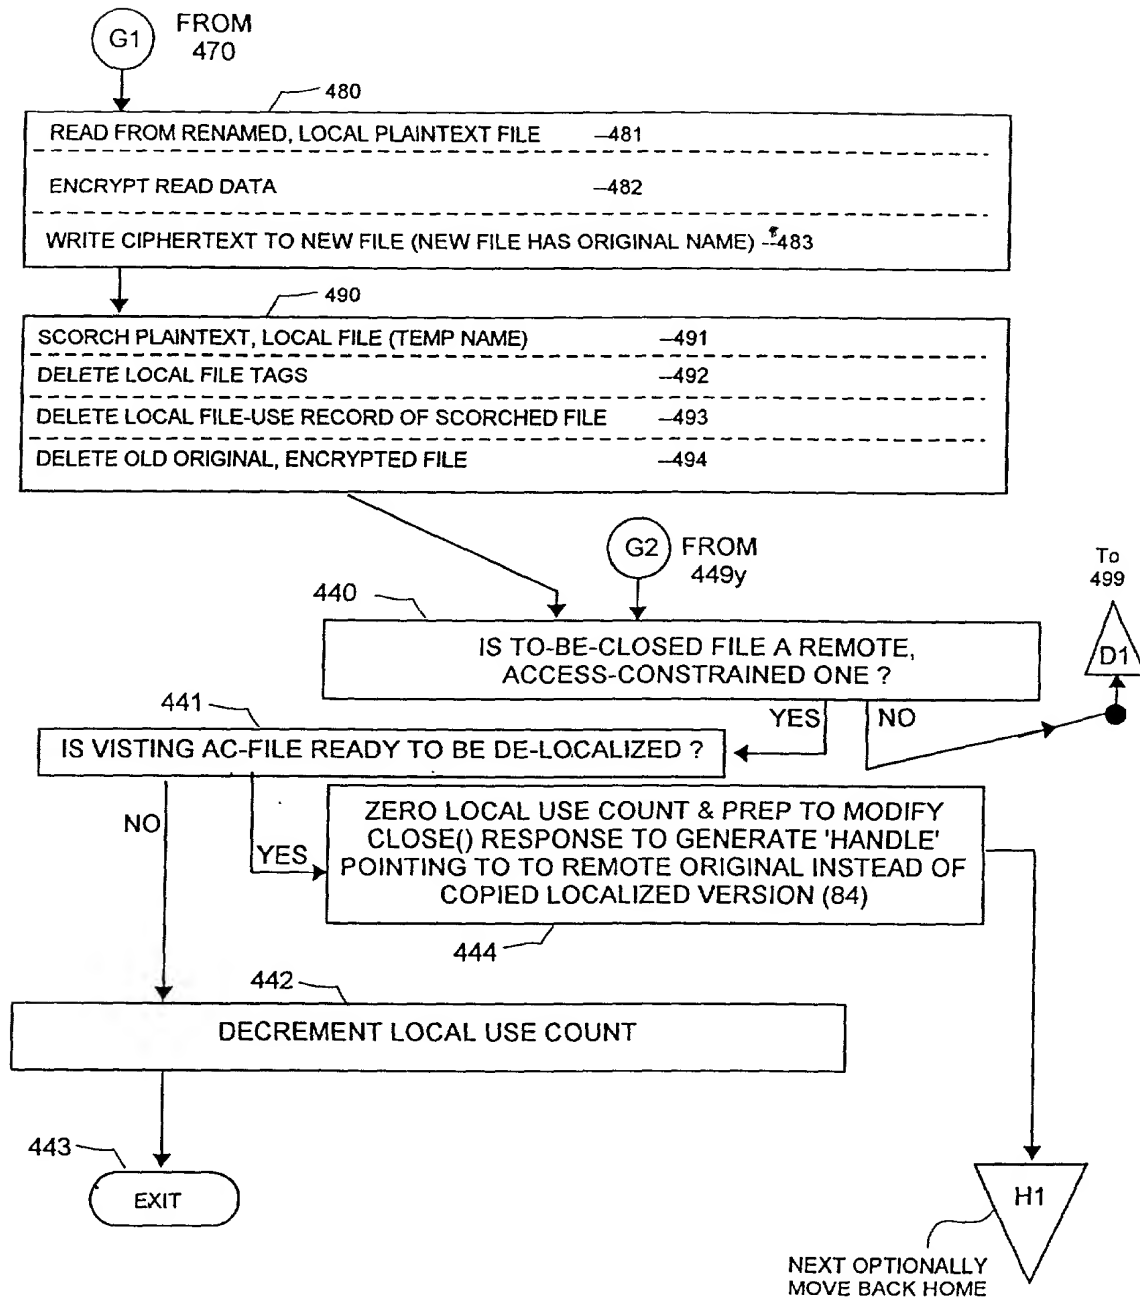 G1
FROM
470
480
READ FROM RENAMED, LOCAL PLAINTEXT FILE —481
ENCRYPT READ DATA —482
WRITE CIPHERTEXT TO NEW FILE (NEW FILE HAS ORIGINAL NAME) —483
490
SCORCH PLAINTEXT, LOCAL FILE (TEMP NAME) —491
DELETE LOCAL FILE TAGS —492
DELETE LOCAL FILE-USE RECORD OF SCORCHED FILE —493
DELETE OLD ORIGINAL, ENCRYPTED FILE —494
G2
FROM
449y
To
499
D1
440
IS TO-BE-CLOSED FILE A REMOTE,
ACCESS-CONSTRAINED ONE ?
YES
NO
441
IS VISTING AC-FILE READY TO BE DE-LOCALIZED ?
NO
YES
ZERO LOCAL USE COUNT & PREP TO MODIFY
CLOSE() RESPONSE TO GENERATE 'HANDLE'
POINTING TO TO REMOTE ORIGINAL INSTEAD OF
COPIED LOCALIZED VERSION (84)
444
442
DECREMENT LOCAL USE COUNT
443
EXIT
H1
NEXT OPTIONALLY
MOVE BACK HOME